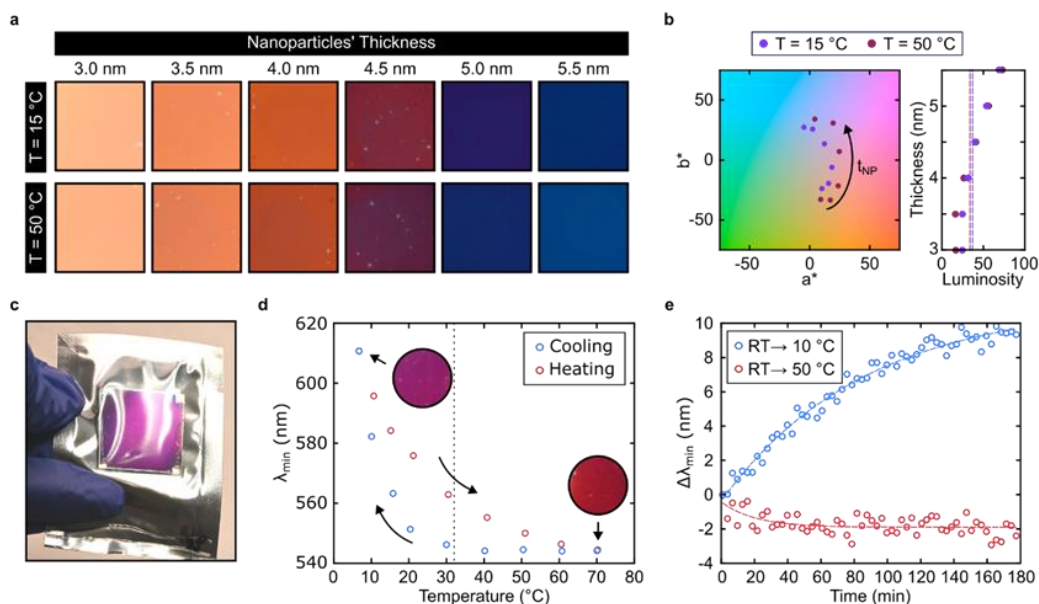 a
Nanoparticles' Thickness
3.0 nm 3.5 nm 4.0 nm 4.5 nm 5.0 nm 5.5 nm
T = 15 °C
T = 50 °C
b
T = 15 °C T = 50 °C
50
0
-50
b*
-50 0 50
a*
t_NP
Thickness (nm)
5
4
3
0 50 100
Luminosity
c
d
620
600
580
560
540
λmin (nm)
Cooling
Heating
0 10 20 30 40 50 60 70 80
Temperature (°C)
e
10
8
6
4
2
0
-2
-4
Δλmin (nm)
RT→ 10 °C
RT→ 50 °C
0 20 40 60 80 100 120 140 160 180
Time (min)